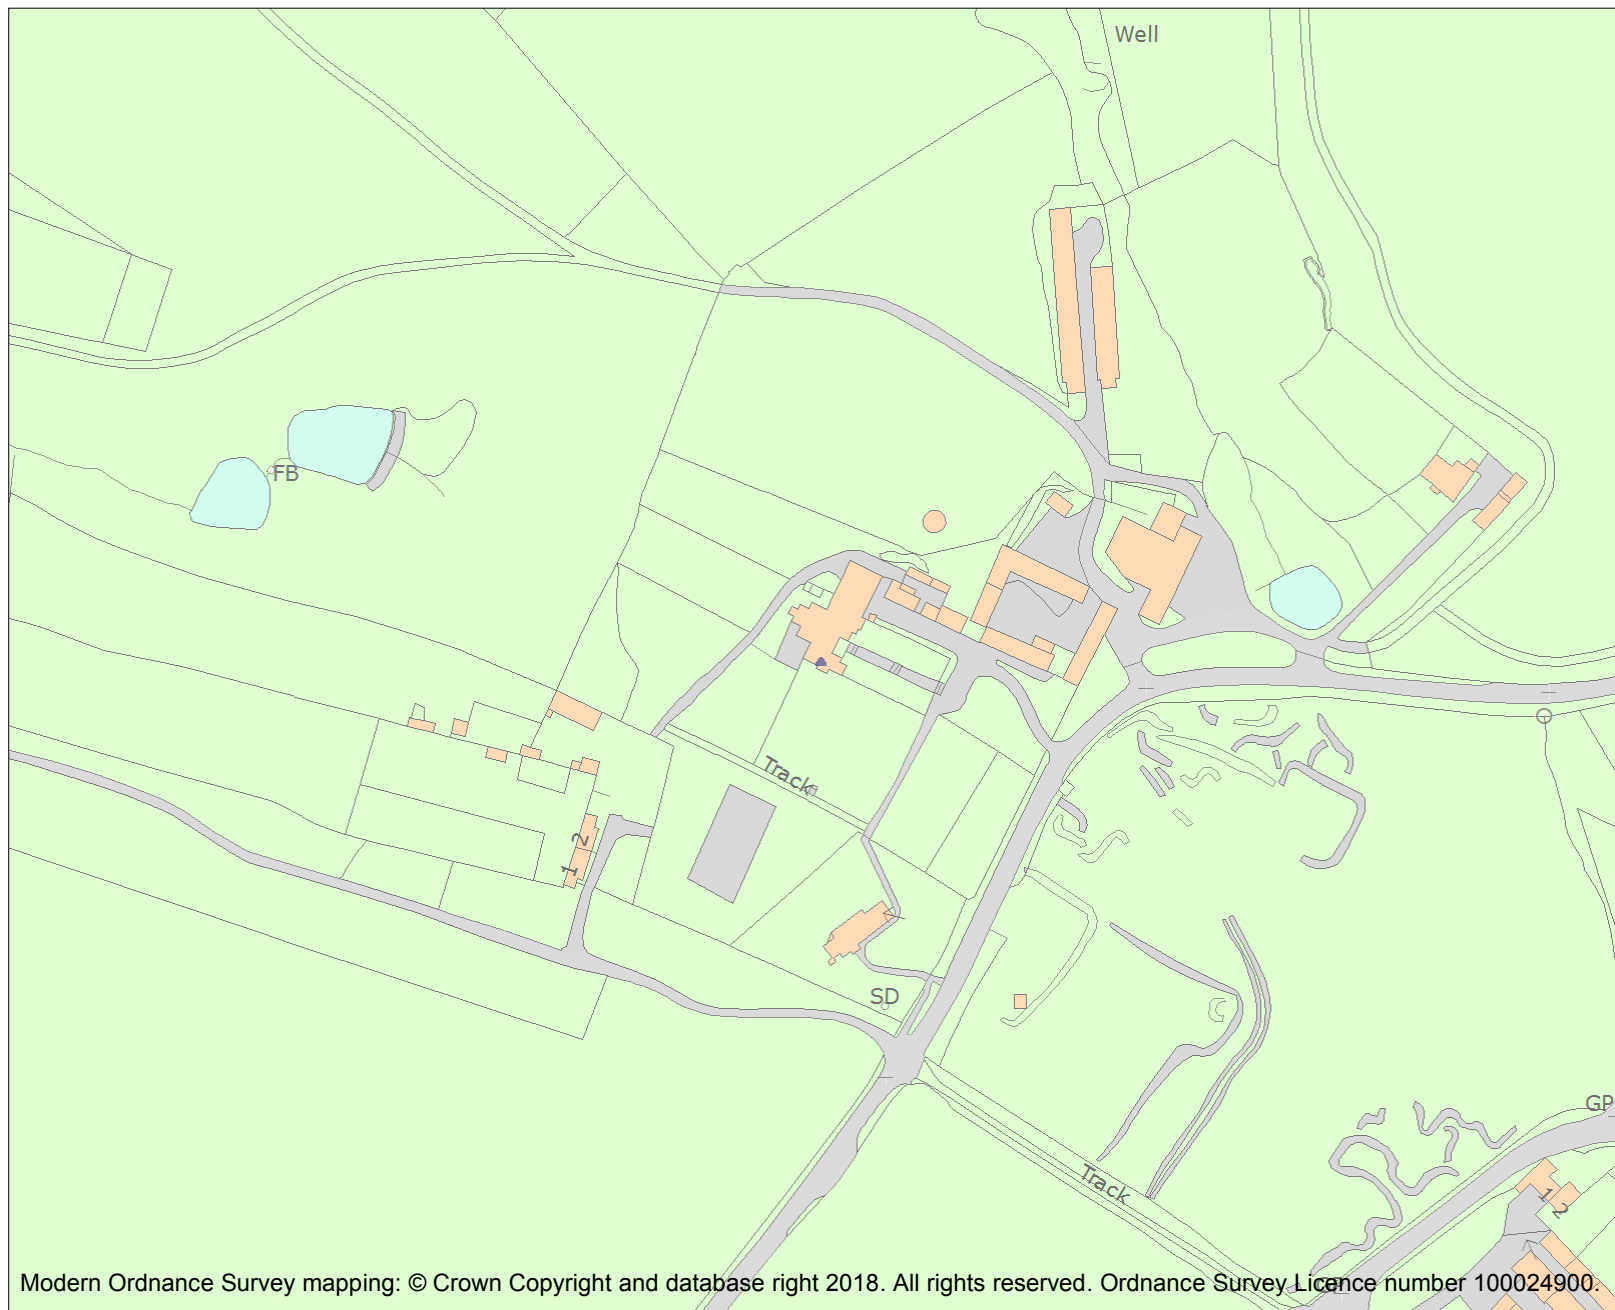 Well
FB
Track
2
1
SD
GP
Track
1
2
Modern Ordnance Survey mapping: © Crown Copyright and database right 2018. All rights reserved. Ordnance Survey Licence number 100024900.